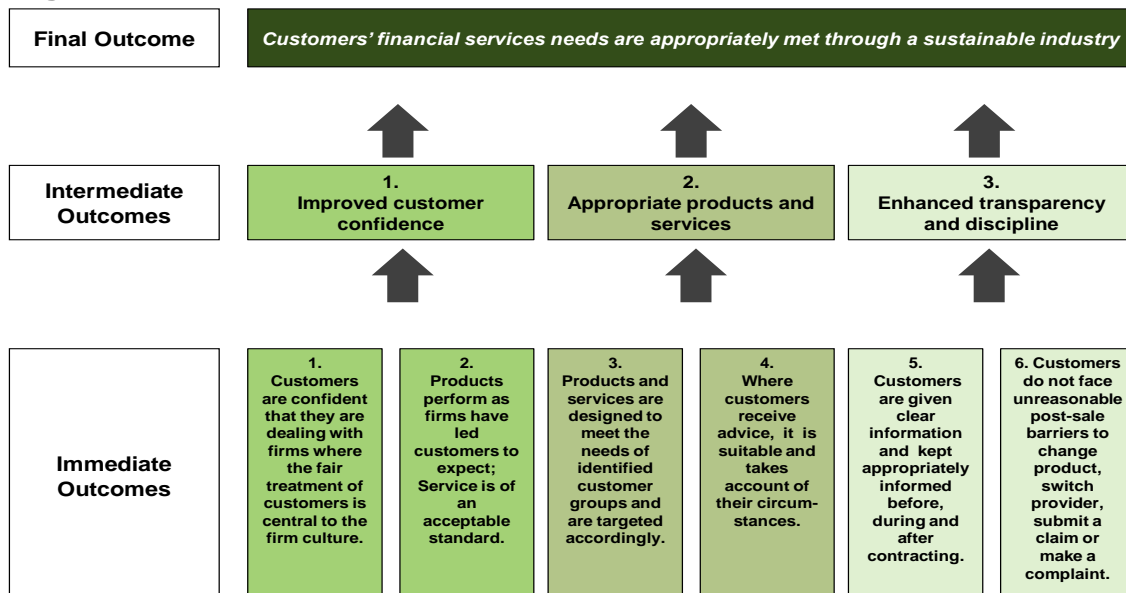 Final Outcome
Customers’ financial services needs are appropriately met through a sustainable industry
Intermediate
Outcomes
1.
Improved customer
confidence
2.
Appropriate products and
services
3.
Enhanced transparency
and discipline
Immediate
Outcomes
1.
Customers
are confident
that they are
dealing with
firms where
the fair
treatment of
customers is
central to the
firm culture.
2.
Products
perform as
firms have
led
customers to
expect;
Service is of
an
acceptable
standard.
3.
Products and
services are
designed to
meet the
needs of
identified
customer
groups and
are targeted
accordingly.
4.
Where
customers
receive
advice, it is
suitable and
takes
account of
their circum-
stances.
5.
Customers
are given
clear
information
and kept
appropriately
informed
before,
during and
after
contracting.
6. Customers
do not face
unreasonable
post-sale
barriers to
change
product,
switch
provider,
submit a
claim or
make a
complaint.